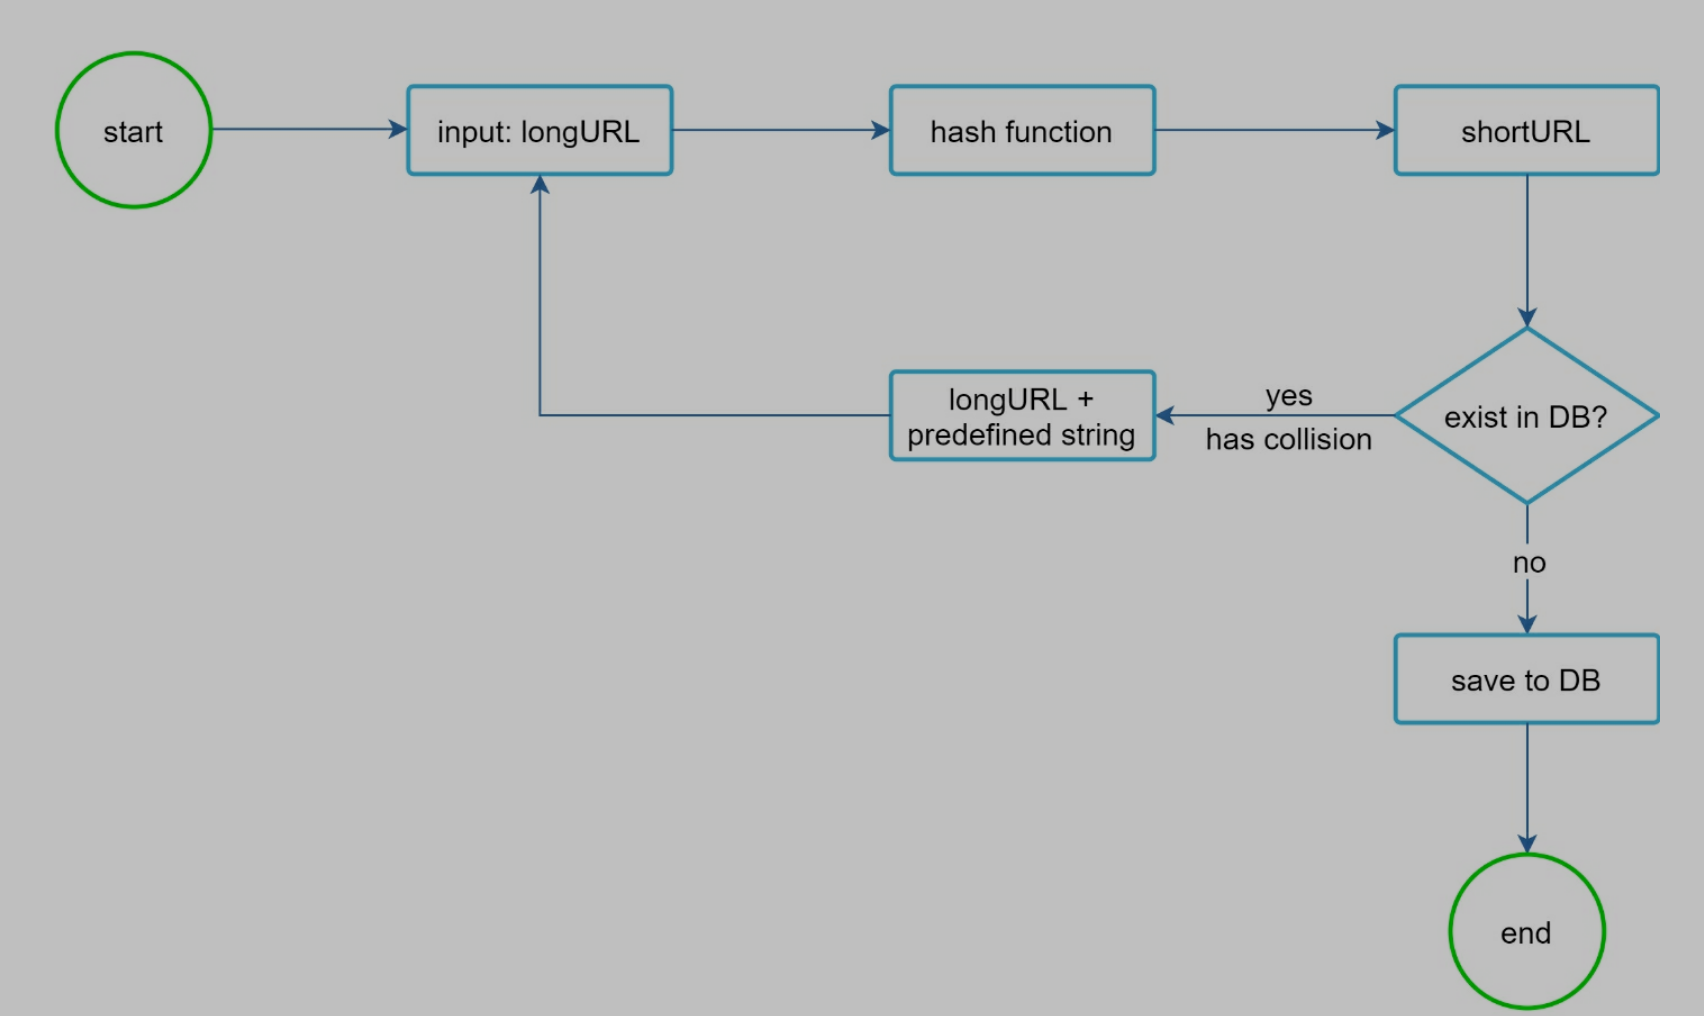 start
input: longURL
hash function
shortURL
longURL +
predefined string
yes
has collision
exist in DB?
no
save to DB
end